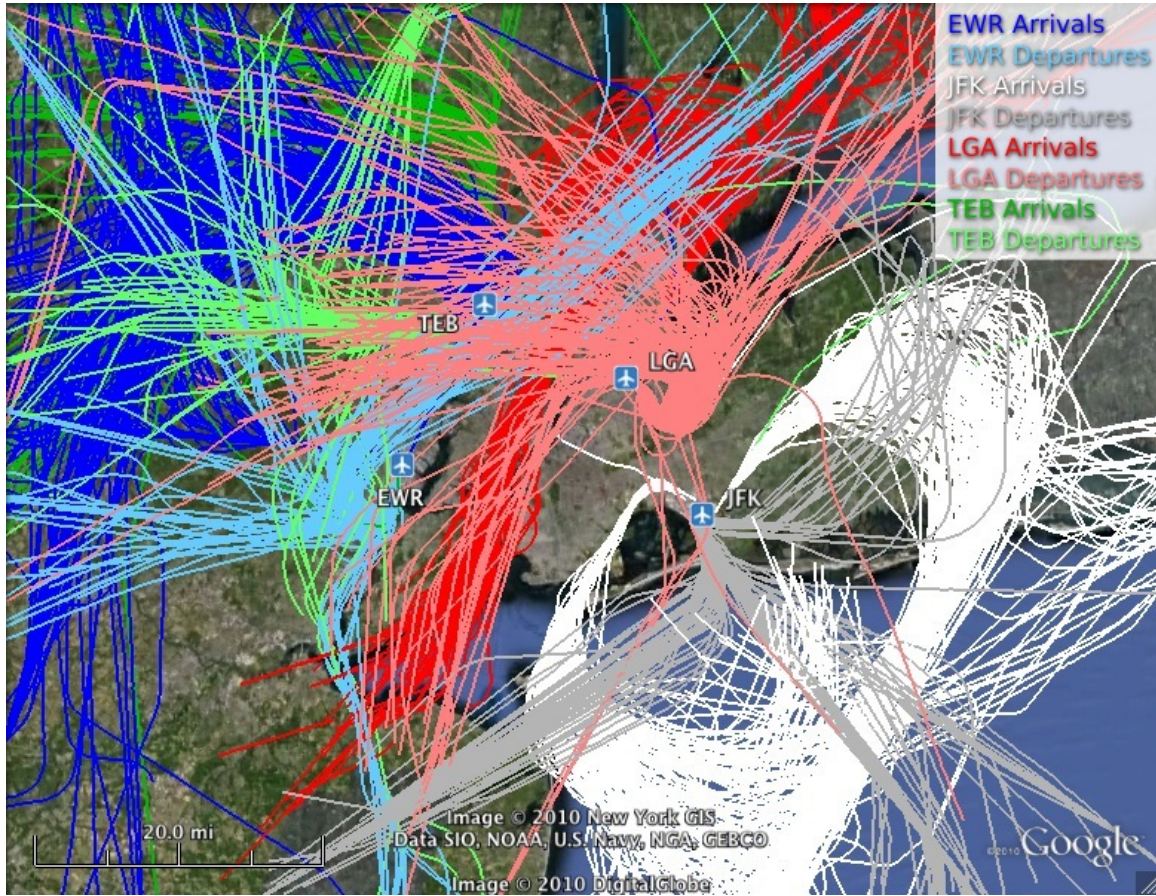 EWR Arrivals
EWR Departures
JFK Arrivals
JFK Departures
LGA Arrivals
LGA Departures
TEB Arrivals
TEB Departures
TEB
LGA
EWR
JFK
20.0 mi
Image © 2010 New York GIS
Data SIO, NOAA, U.S. Navy, NGA, GEBCO
©2010 Google
Image © 2010 DigitalGlobe